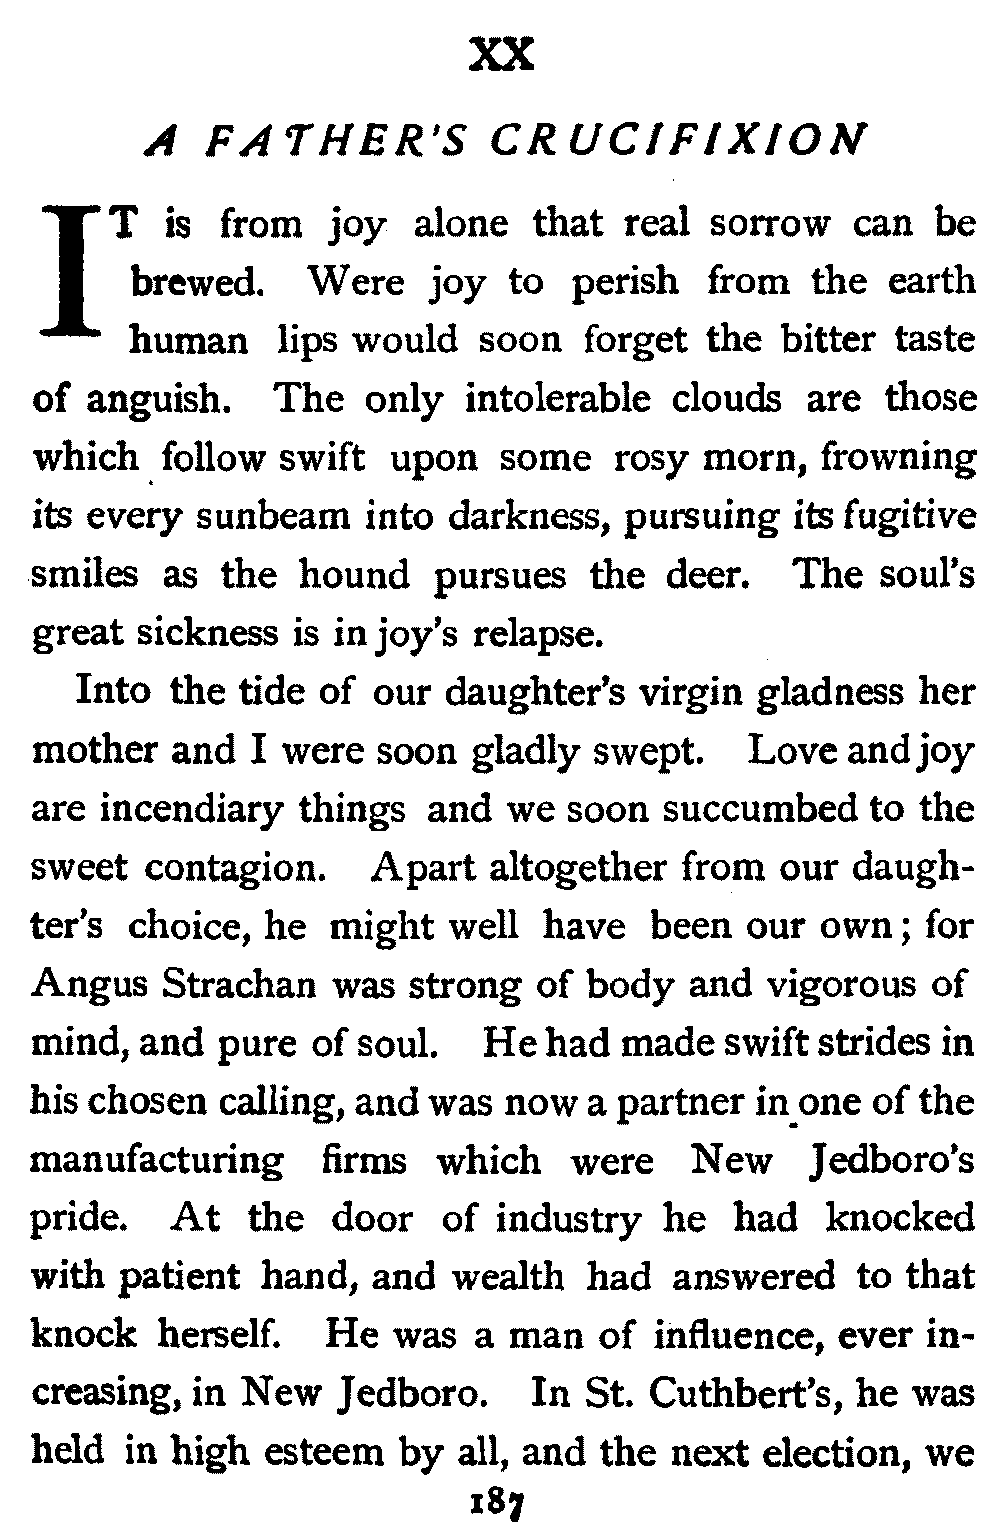 XX
A FATHER'S CRUCIFIXION
IT is from joy alone that real sorrow can be
brewed. Were joy to perish from the earth
human lips would soon forget the bitter taste
of anguish. The only intolerable clouds are those
which follow swift upon some rosy morn, frowning
its every sunbeam into darkness, pursuing its fugitive
smiles as the hound pursues the deer. The soul's
great sickness is in joy's relapse.
Into the tide of our daughter's virgin gladness her
mother and I were soon gladly swept. Love and joy
are incendiary things and we soon succumbed to the
sweet contagion. Apart altogether from our daugh-
ter's choice, he might well have been our own; for
Angus Strachan was strong of body and vigorous of
mind, and pure of soul. He had made swift strides in
his chosen calling, and was now a partner in one of the
manufacturing firms which were New Jedboro's
pride. At the door of industry he had knocked
with patient hand, and wealth had answered to that
knock herself. He was a man of influence, ever in-
creasing, in New Jedboro. In St. Cuthbert's, he was
held in high esteem by all, and the next election, we
187